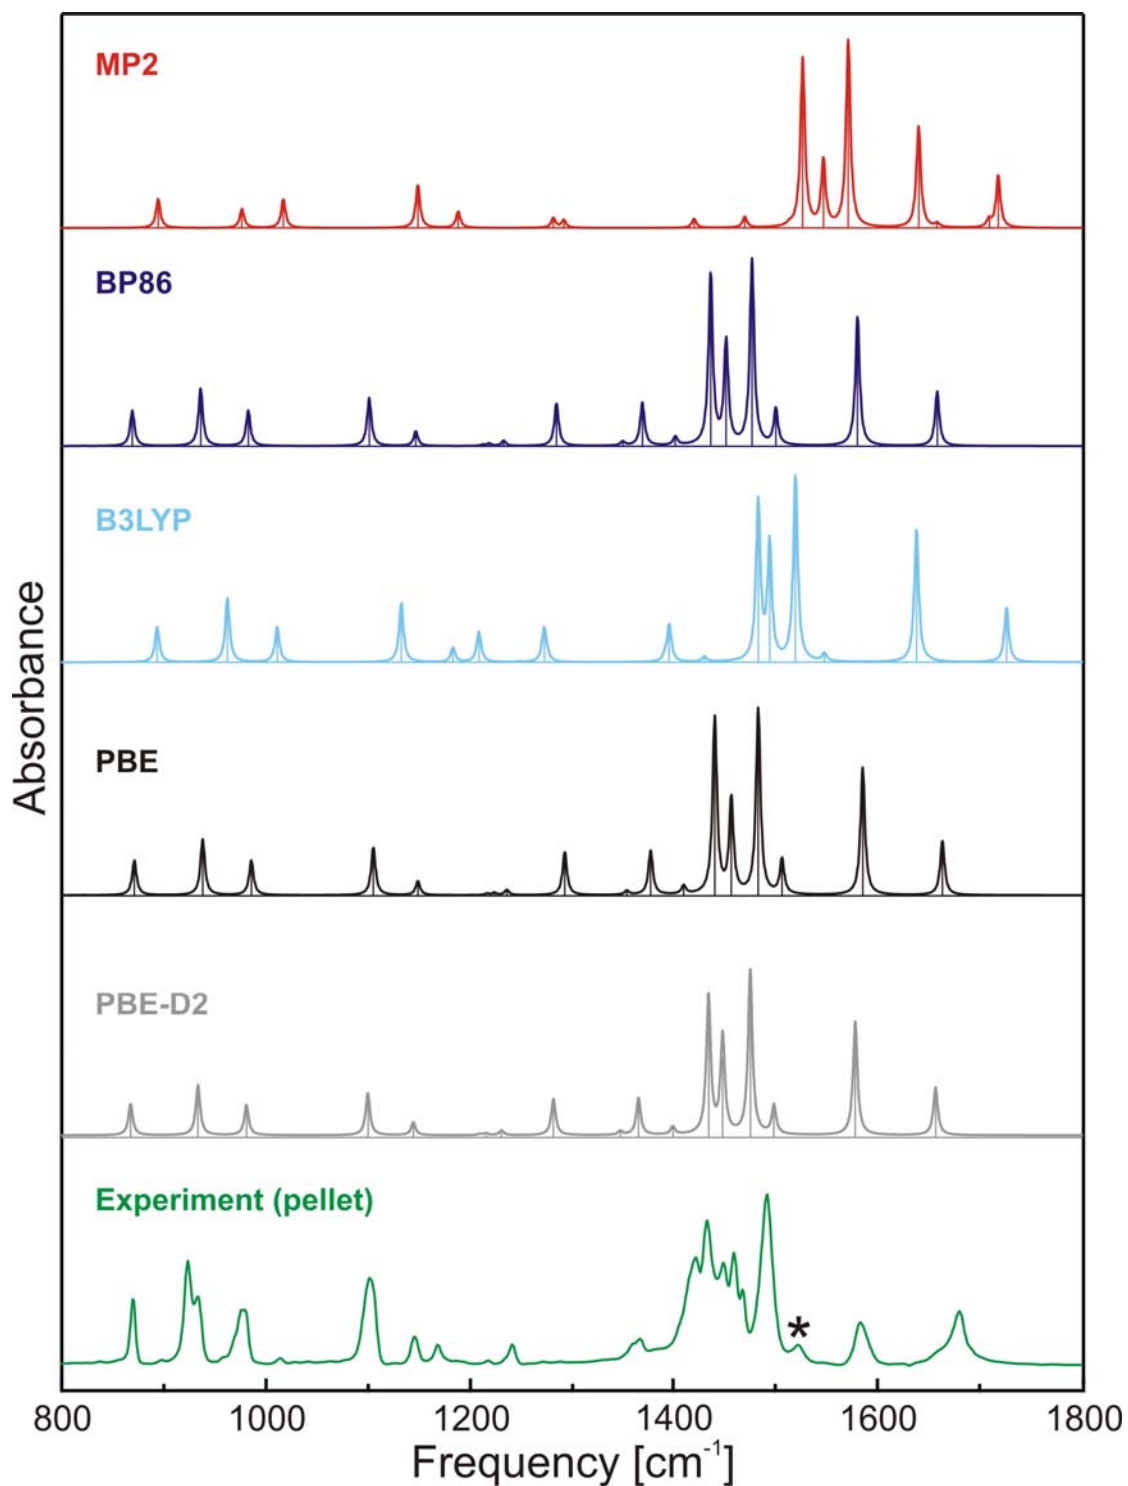 MP2
BP86
B3LYP
PBE
PBE-D2
Experiment (pellet)
*
Absorbance
800 1000 1200 1400 1600 1800
Frequency [cm⁻¹]